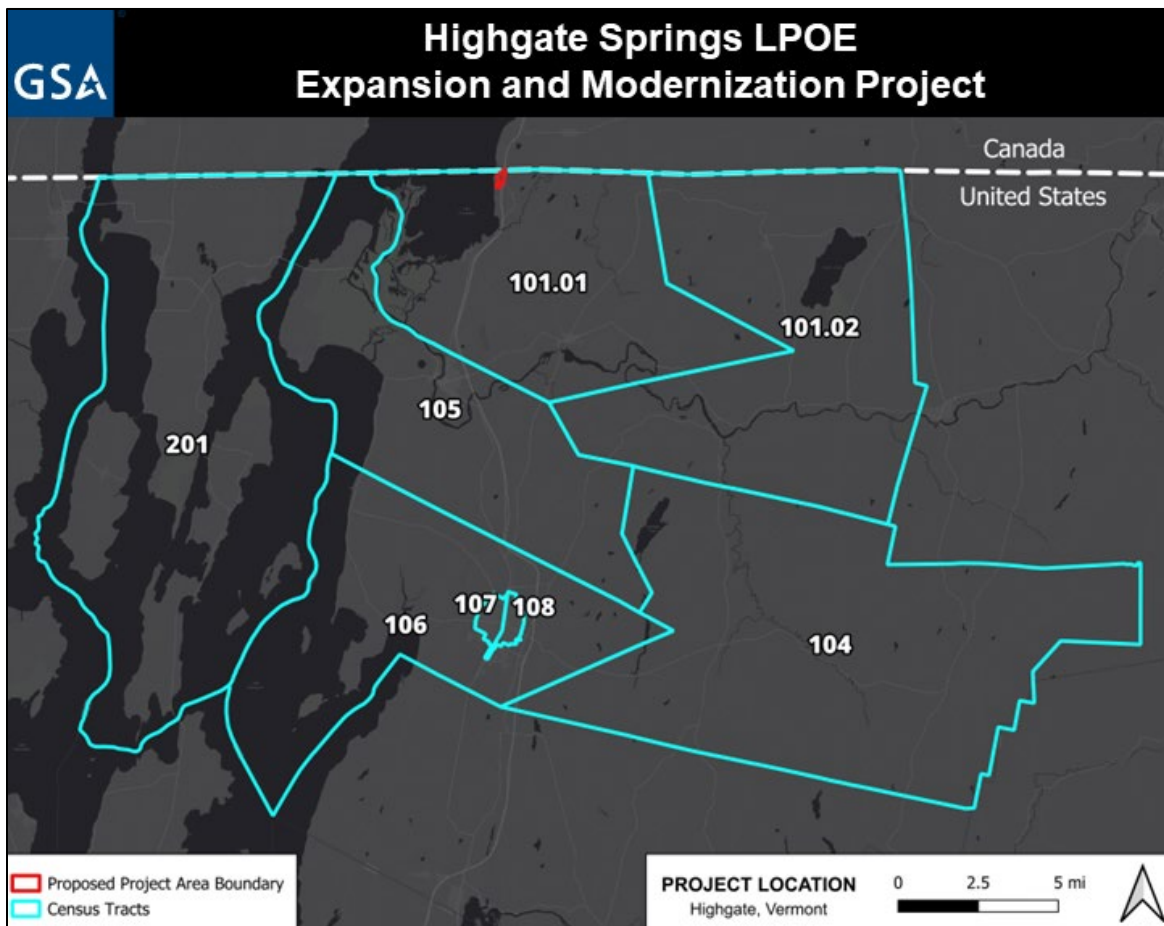 GSA
Highgate Springs LPOE
Expansion and Modernization Project
Canada
United States
101.01
101.02
105
201
107
108
106
104
Proposed Project Area Boundary
Census Tracts
PROJECT LOCATION
Highgate, Vermont
0 2.5 5 mi